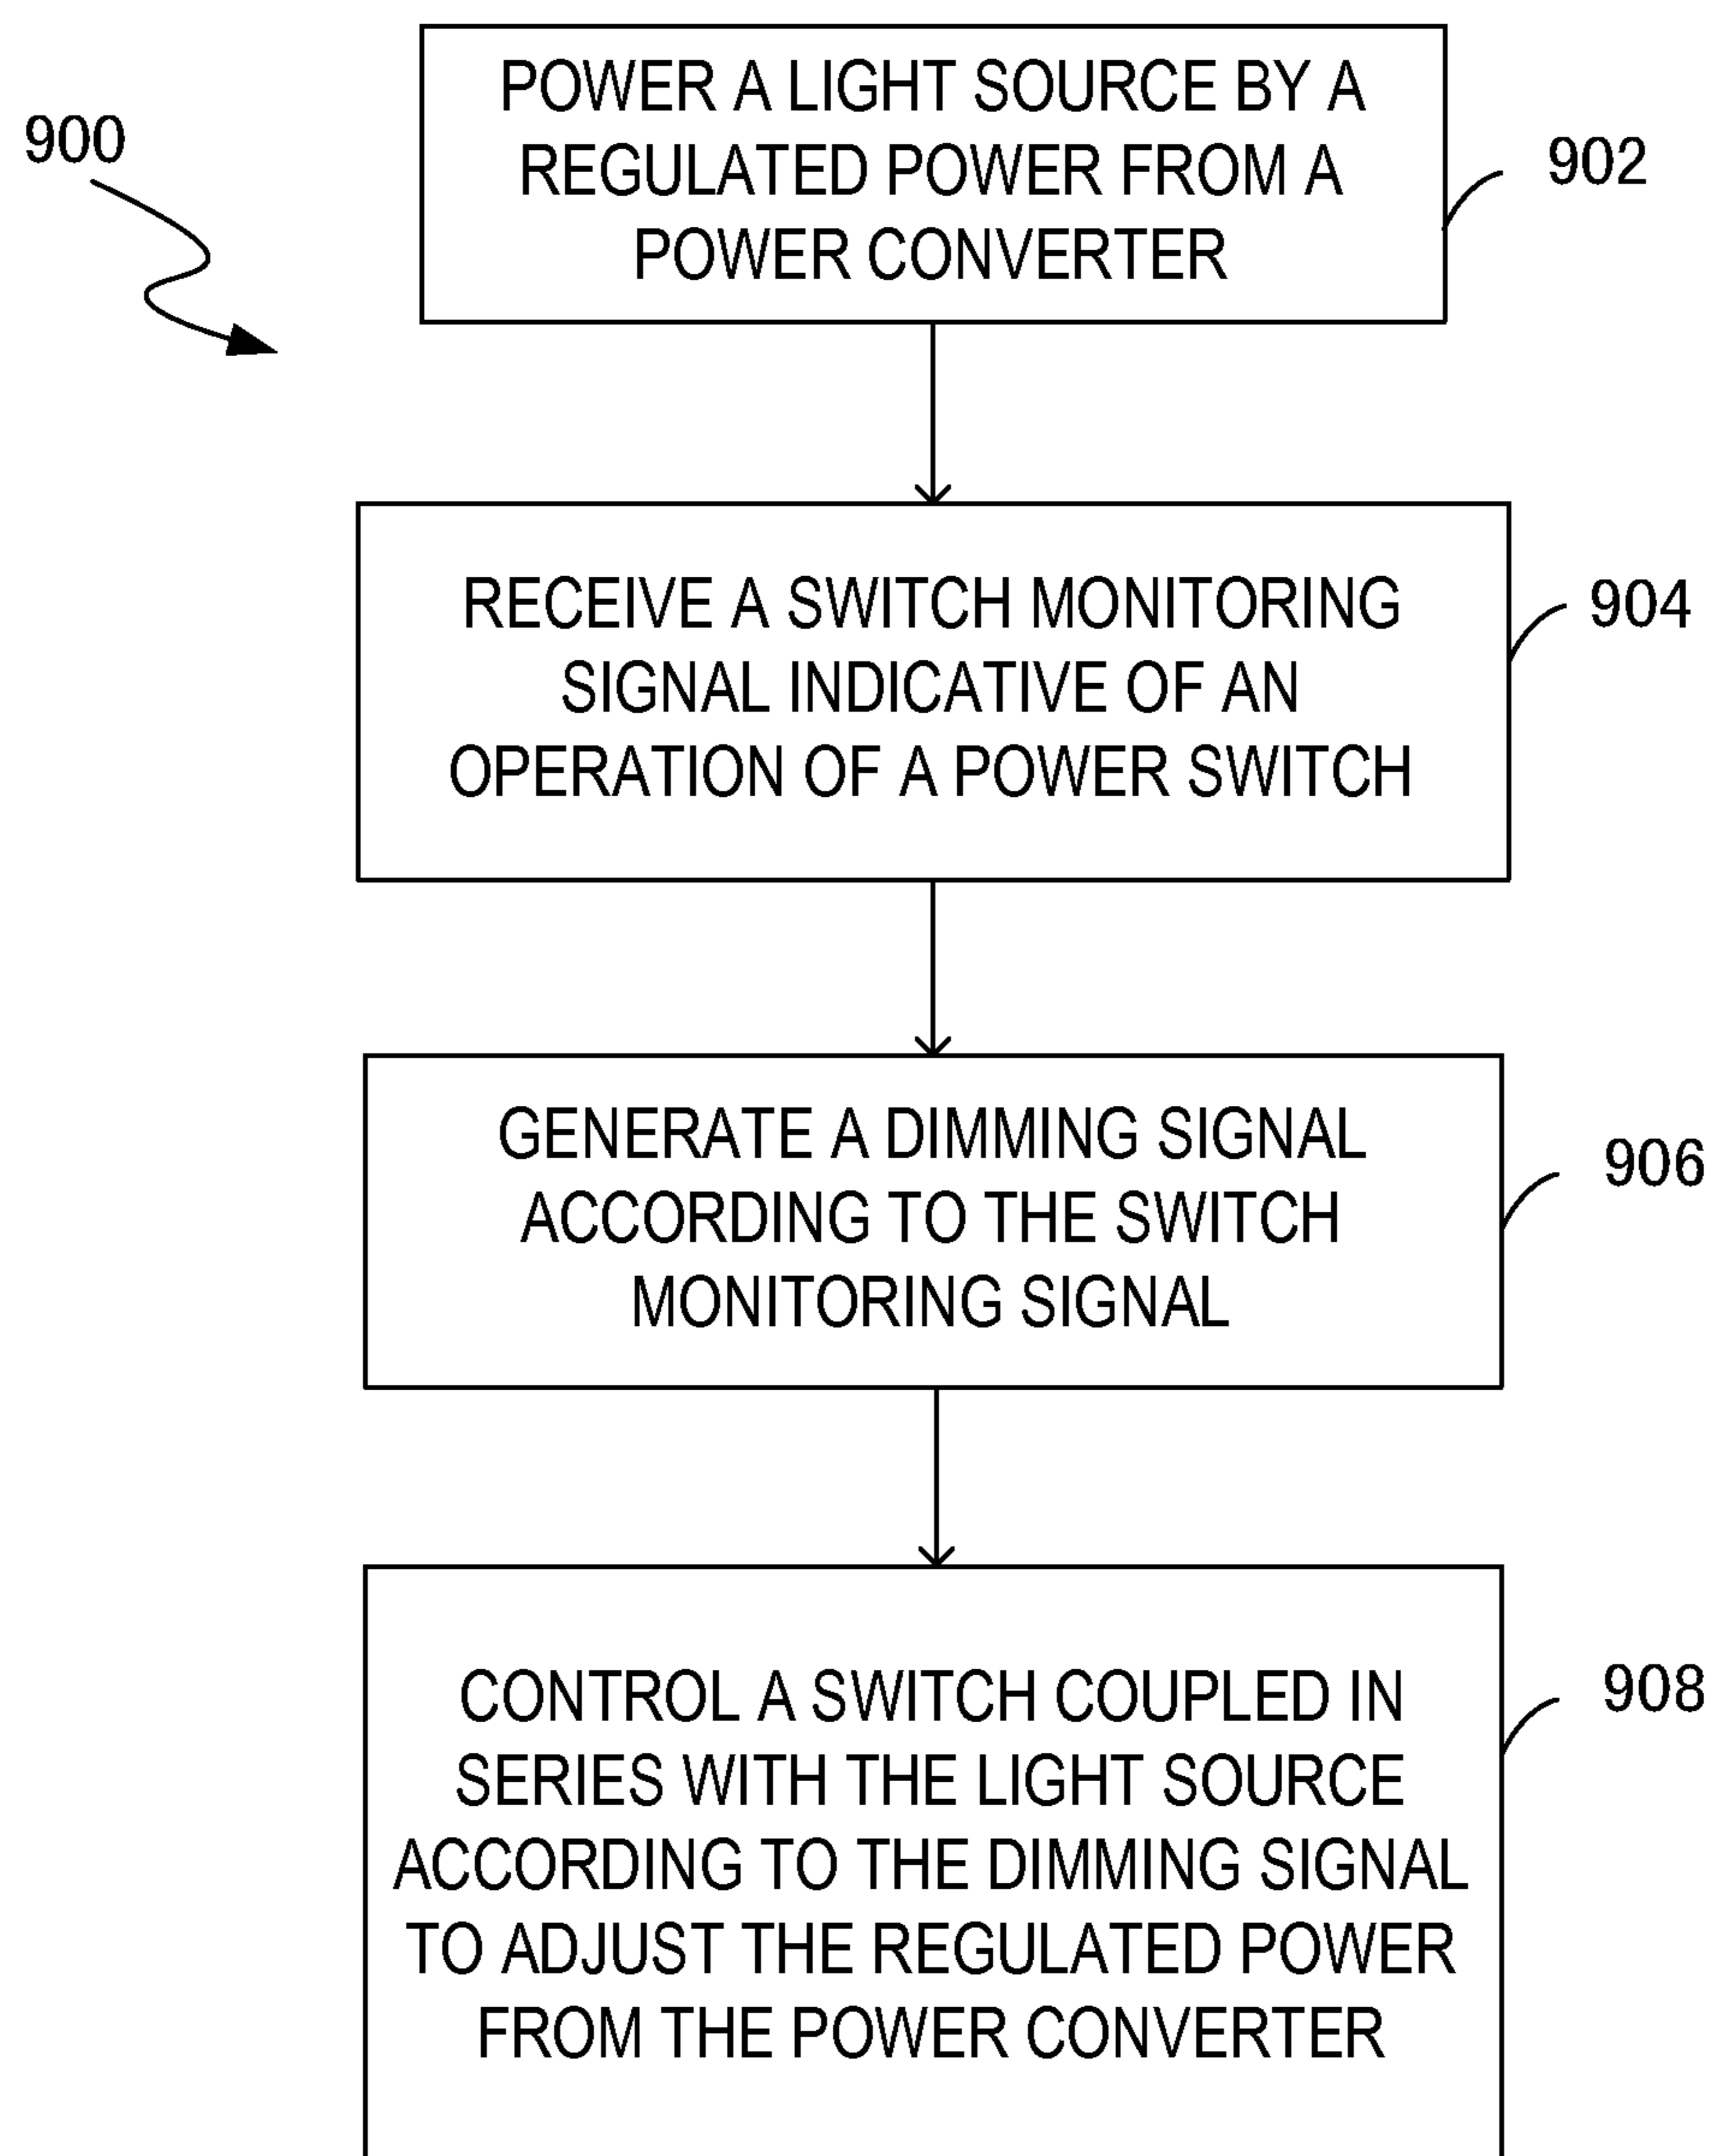 900
POWER A LIGHT SOURCE BY A
REGULATED POWER FROM A
POWER CONVERTER
902
RECEIVE A SWITCH MONITORING
SIGNAL INDICATIVE OF AN
OPERATION OF A POWER SWITCH
904
GENERATE A DIMMING SIGNAL
ACCORDING TO THE SWITCH
MONITORING SIGNAL
906
CONTROL A SWITCH COUPLED IN
SERIES WITH THE LIGHT SOURCE
ACCORDING TO THE DIMMING SIGNAL
TO ADJUST THE REGULATED POWER
FROM THE POWER CONVERTER
908